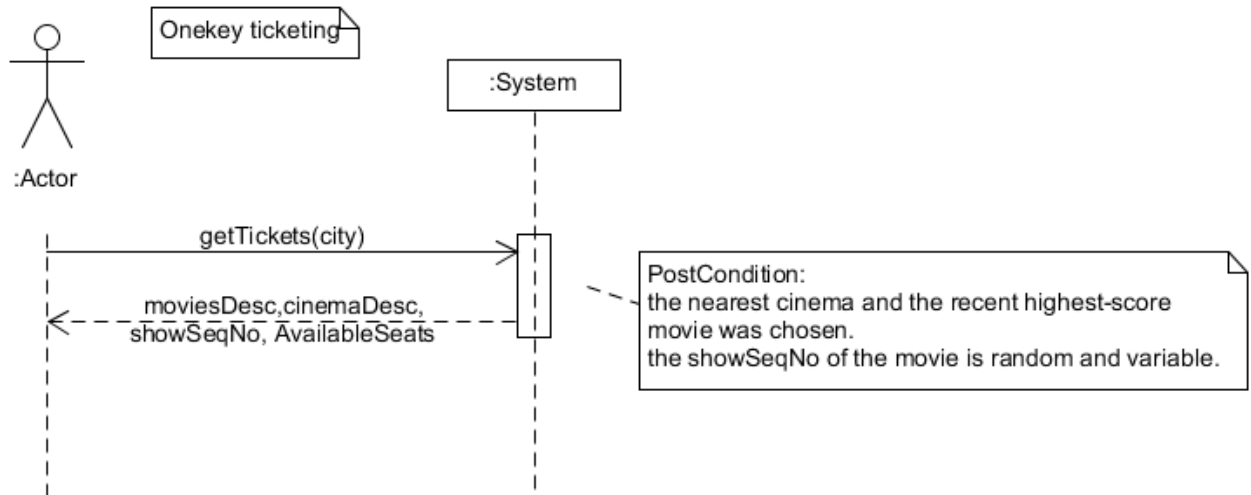 Onekey ticketing
:System
:Actor
getTickets(city)
moviesDesc,cinemaDesc,
showSeqNo, AvailableSeats
PostCondition:
the nearest cinema and the recent highest-score
movie was chosen.
the showSeqNo of the movie is random and variable.